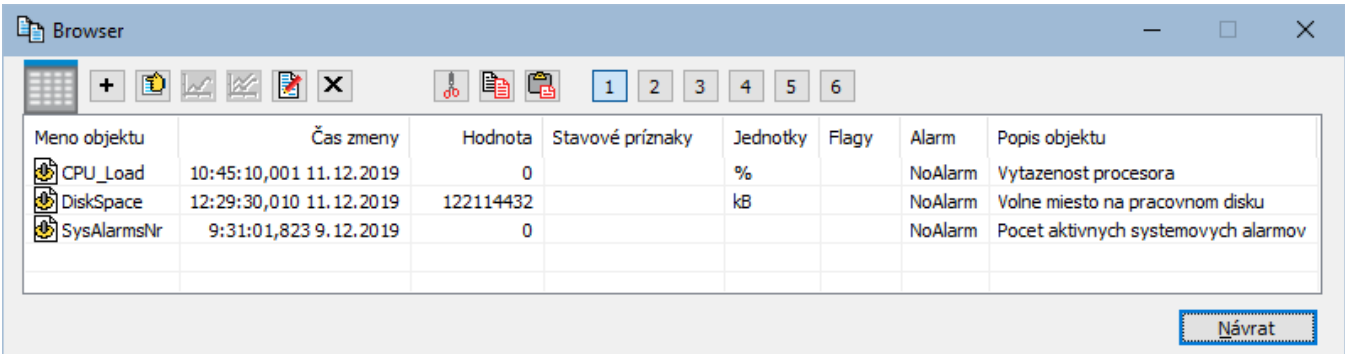 Browser
1 2 3 4 5 6
Meno objektu Čas zmeny Hodnota Stavové príznaky Jednotky Flagy Alarm Popis objektu
CPU_Load 10:45:10,001 11.12.2019 0 % NoAlarm Vytazenost procesora
DiskSpace 12:29:30,010 11.12.2019 122114432 kB NoAlarm Volne miesto na pracovnom disku
SysAlarmsNr 9:31:01,823 9.12.2019 0 NoAlarm Pocet aktivnych systemovych alarmov
Návrat